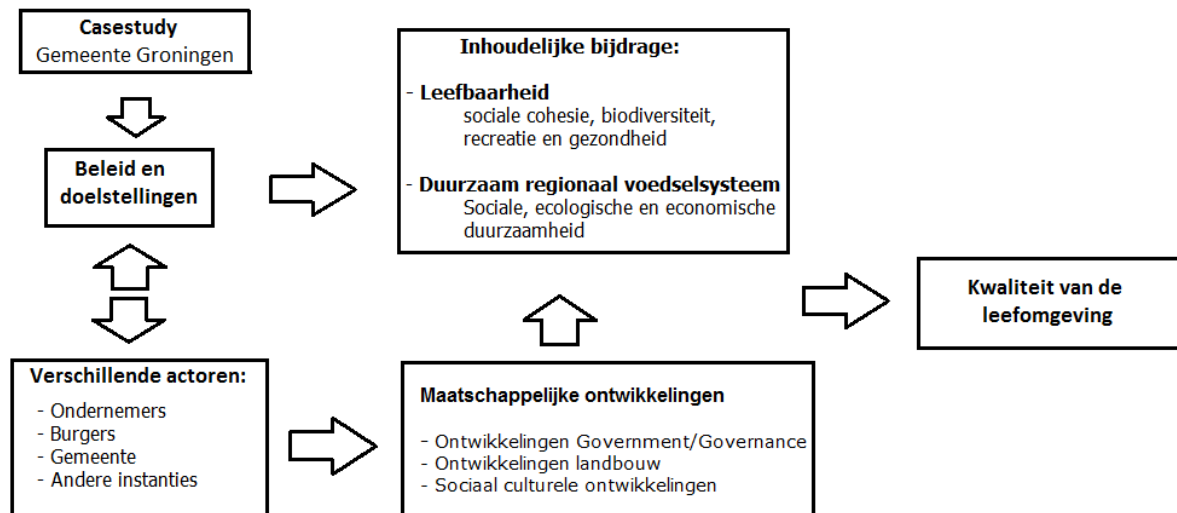 Casestudy
Gemeente Groningen
Beleid en
doelstellingen
Inhoudelijke bijdrage:
- Leefbaarheid
sociale cohesie, biodiversiteit,
recreatie en gezondheid
- Duurzaam regionaal voedselsysteem
Sociale, ecologische en economische
duurzaamheid
Verschillende actoren:
- Ondernemers
- Burgers
- Gemeente
- Andere instanties
Maatschappelijke ontwikkelingen
- Ontwikkelingen Government/Governance
- Ontwikkelingen landbouw
- Sociaal culturele ontwikkelingen
Kwaliteit van de
leefomgeving